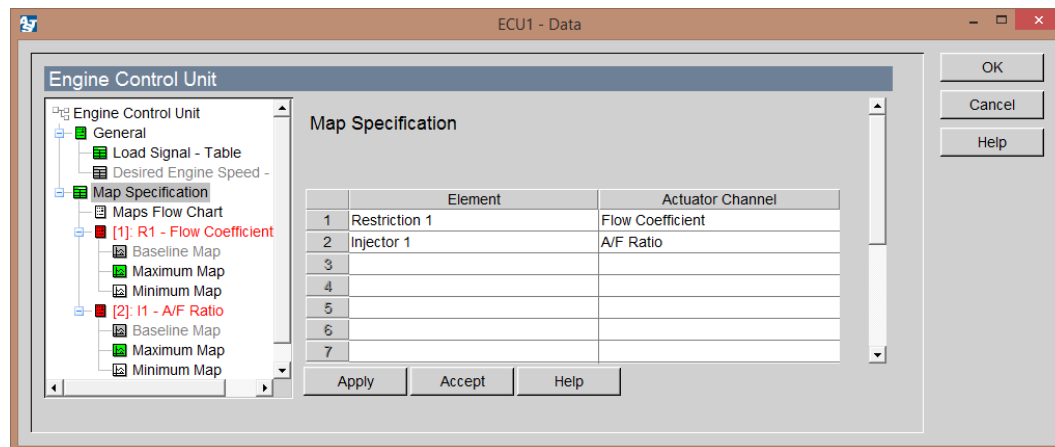 ECU1 - Data
Engine Control Unit
OK
Cancel
Help
Engine Control Unit
General
Load Signal - Table
Desired Engine Speed -
Map Specification
Maps Flow Chart
[1]: R1 - Flow Coefficient
Baseline Map
Maximum Map
Minimum Map
[2]: I1 - A/F Ratio
Baseline Map
Maximum Map
Minimum Map
Map Specification
Element Actuator Channel
1 Restriction 1 Flow Coefficient
2 Injector 1 A/F Ratio
3
4
5
6
7
Apply Accept Help